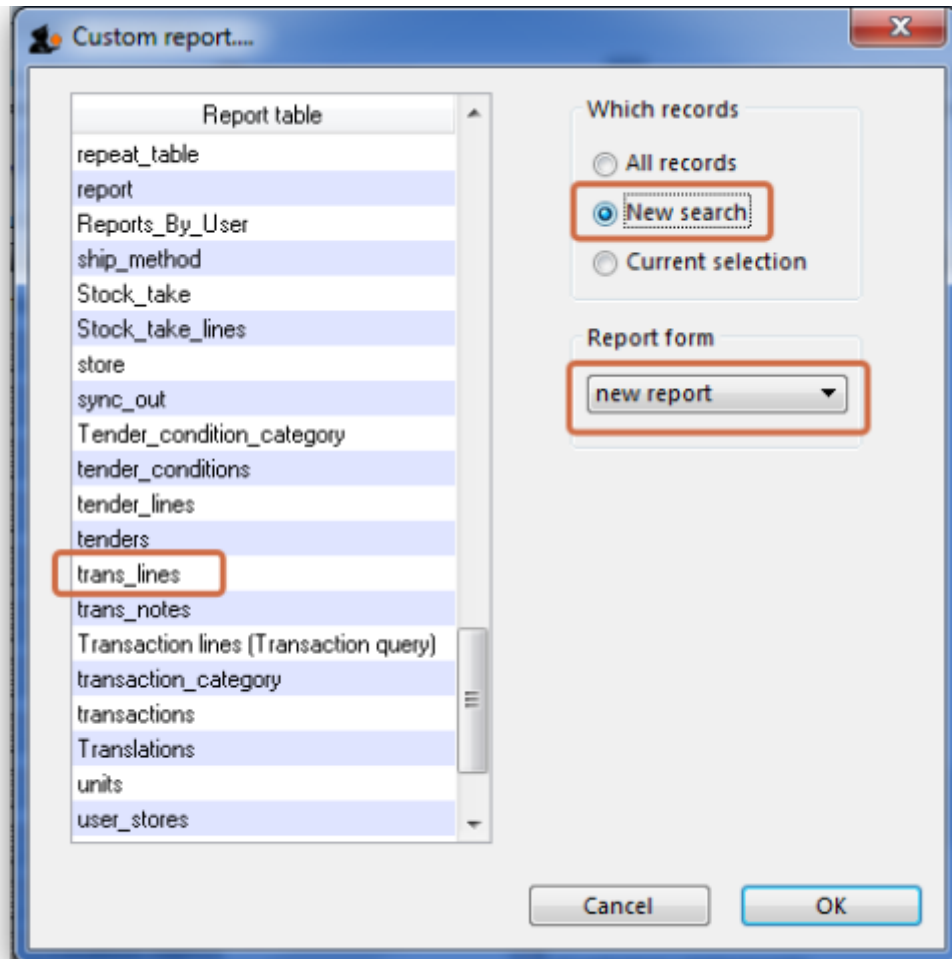 Custom report....
Report table
repeat_table
report
Reports_By_User
ship_method
Stock_take
Stock_take_lines
store
sync_out
Tender_condition_category
tender_conditions
tender_lines
tenders
trans_lines
trans_notes
Transaction lines (Transaction query)
transaction_category
transactions
Translations
units
user_stores
Which records
All records
New search
Current selection
Report form
new report
Cancel
OK